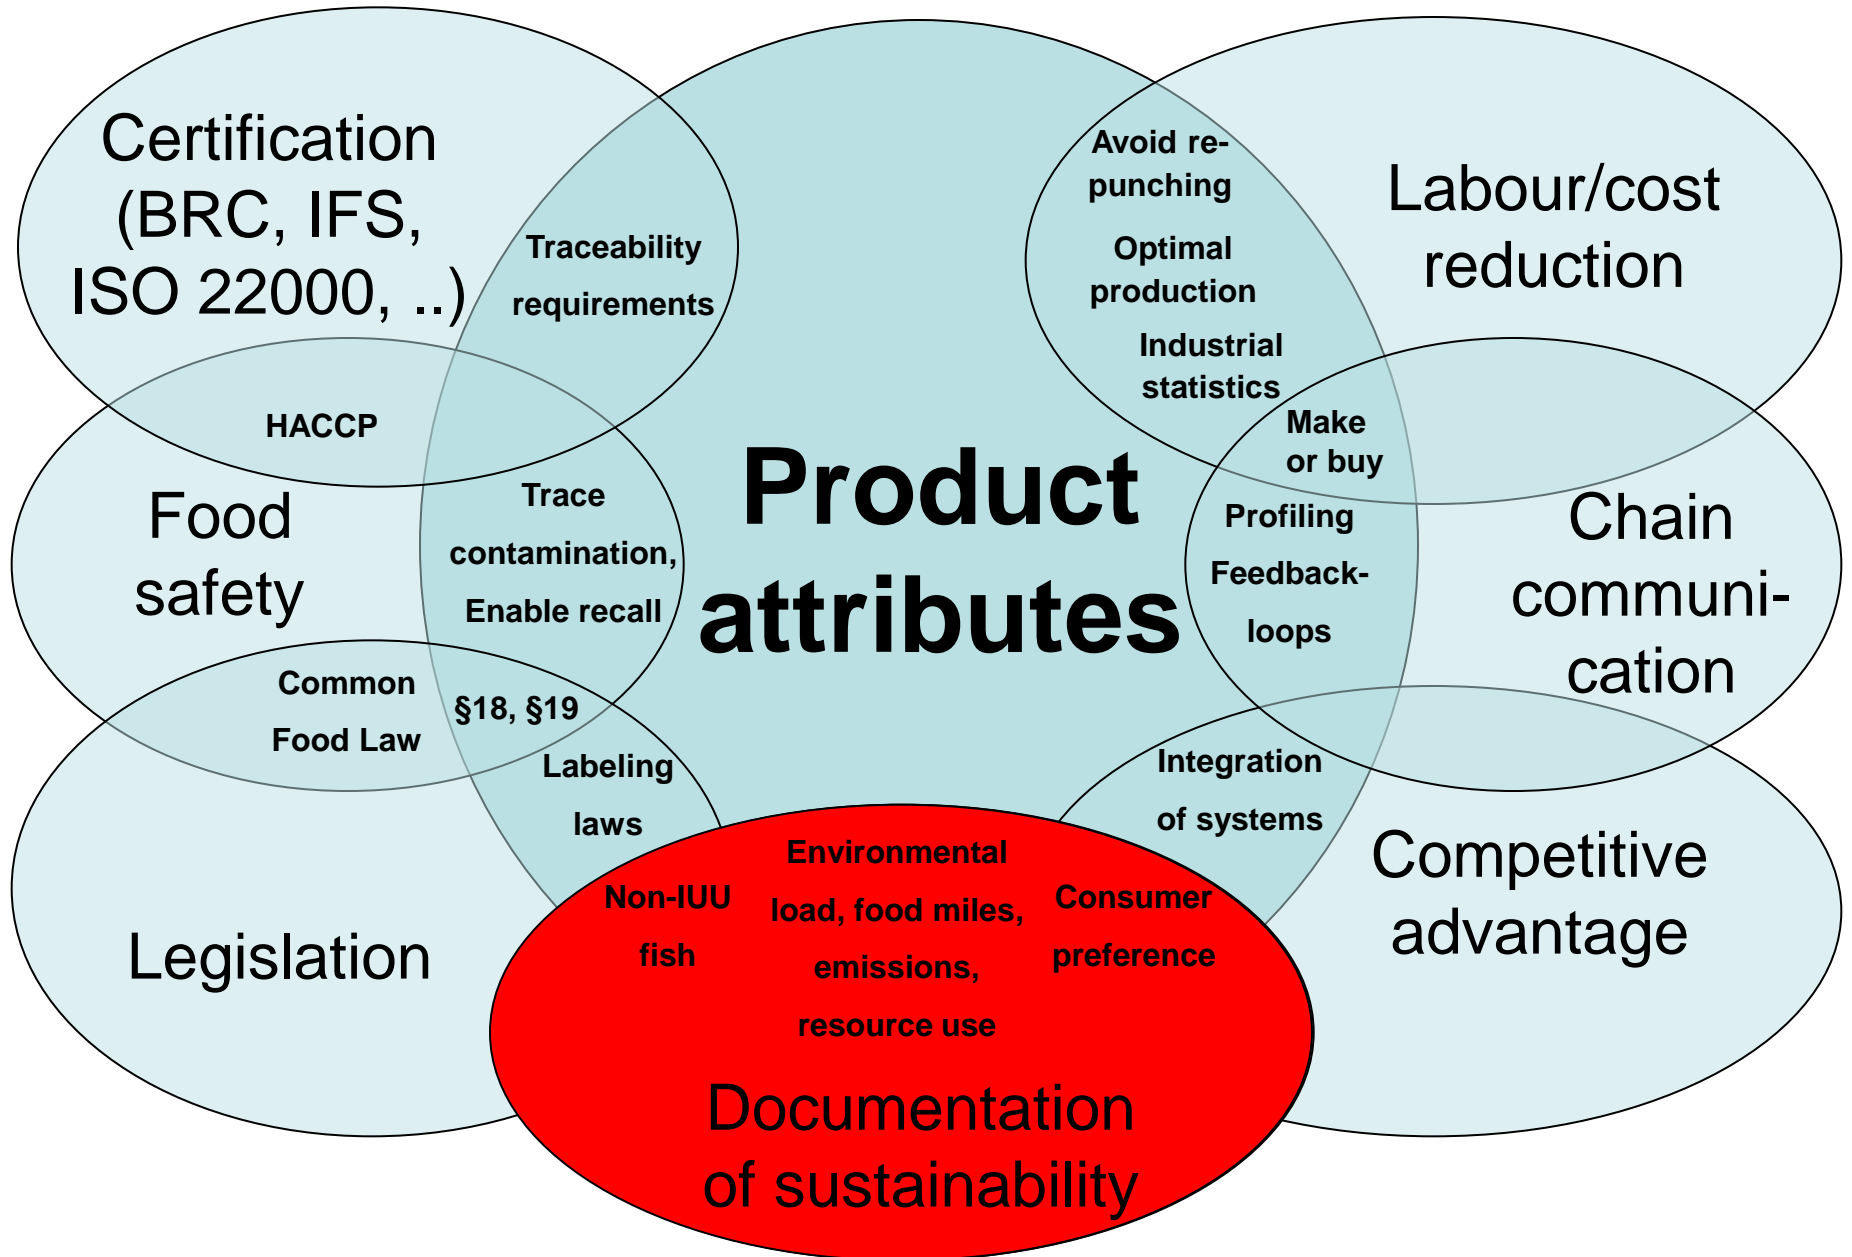 Certification
(BRC, IFS,
ISO 22000, ..)
Traceability
requirements
HACCP
Food
safety
Trace
contamination,
Enable recall
Common
Food Law
§18, §19
Labeling
laws
Legislation
Product
attributes
Avoid re-
punching
Optimal
production
Industrial
statistics
Labour/cost
reduction
Make
or buy
Profiling
Feedback-
loops
Chain
communi-
cation
Integration
of systems
Competitive
advantage
Non-IUU
fish
Environmental
load, food miles,
emissions,
resource use
Consumer
preference
Documentation
of sustainability